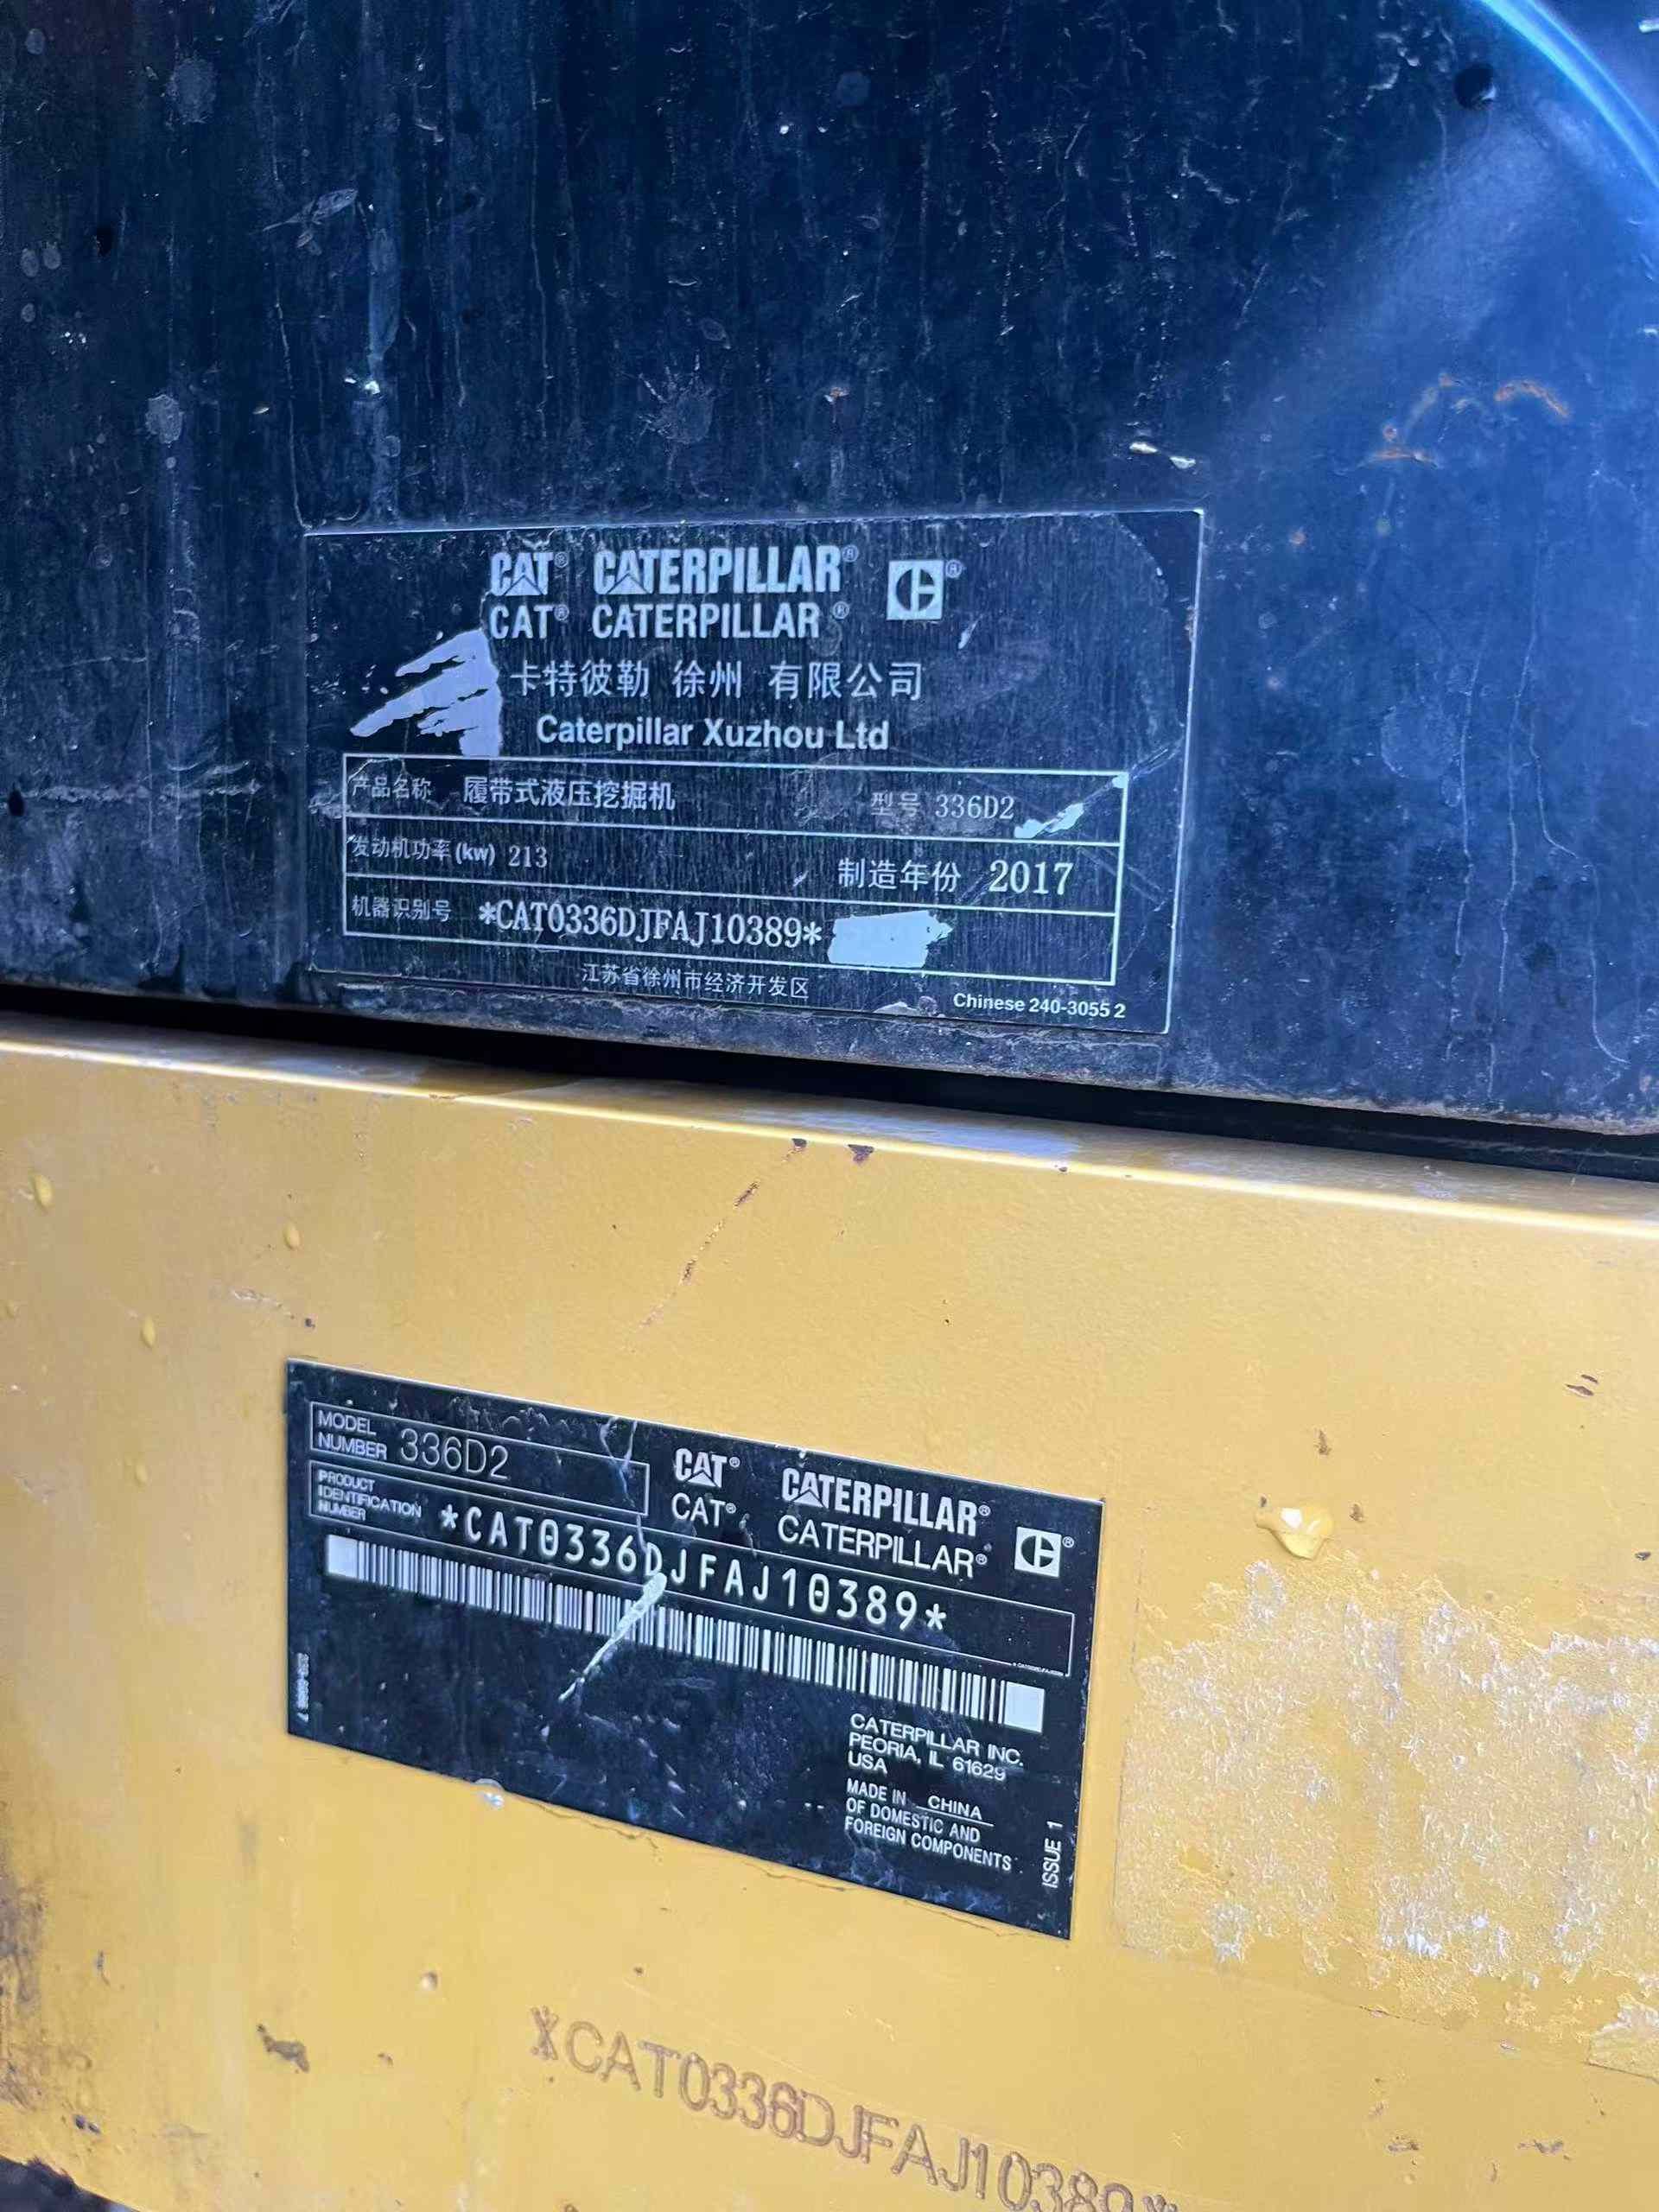 CAT® CATERPILLAR® ®
CAT® CATERPILLAR®
卡特彼勒 徐州 有限公司
Caterpillar Xuzhou Ltd
产品名称 履带式液压挖掘机 型号 336D2
发动机功率(kw) 213 制造年份 2017
机器识别号 *CAT0336DJFAJ10389*
江苏省徐州市经济开发区
Chinese 240-3055 2
MODEL NUMBER 336D2
CAT® CATERPILLAR®
CAT® CATERPILLAR® ®
PRODUCT IDENTIFICATION NUMBER *CAT0336DJFAJ10389*
CATERPILLAR INC.
PEORIA, IL 61629
USA
MADE IN CHINA
OF DOMESTIC AND
FOREIGN COMPONENTS
ISSUE 1
*CAT0336DJFAJ10389*